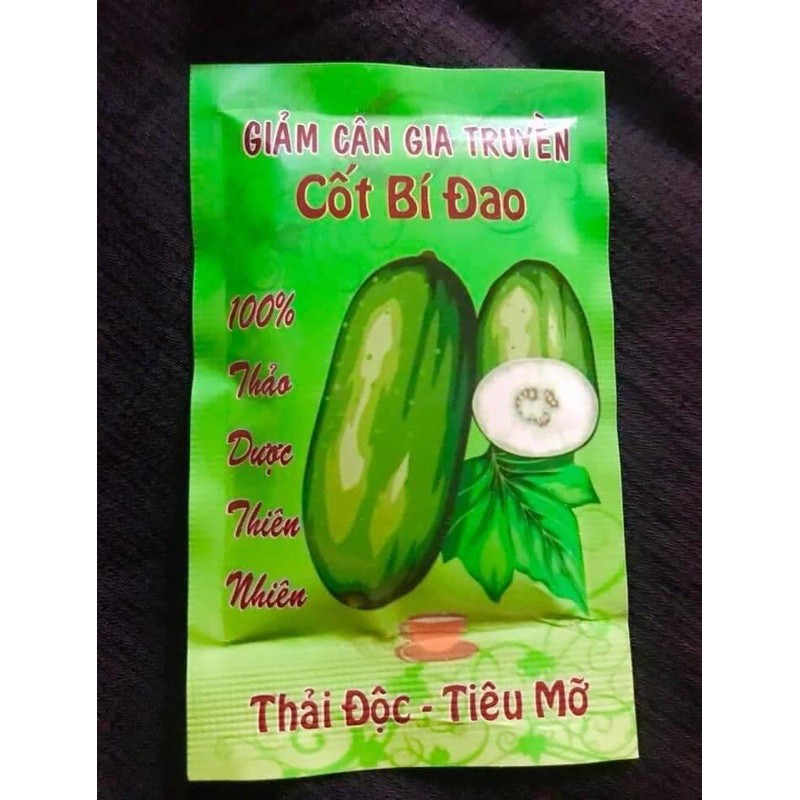 GIẢM CÂN GIA TRUYỀN
Cốt Bí Đao
100%
Thảo
Dược
Thiên
Nhiên
Thải Độc - Tiêu Mỡ